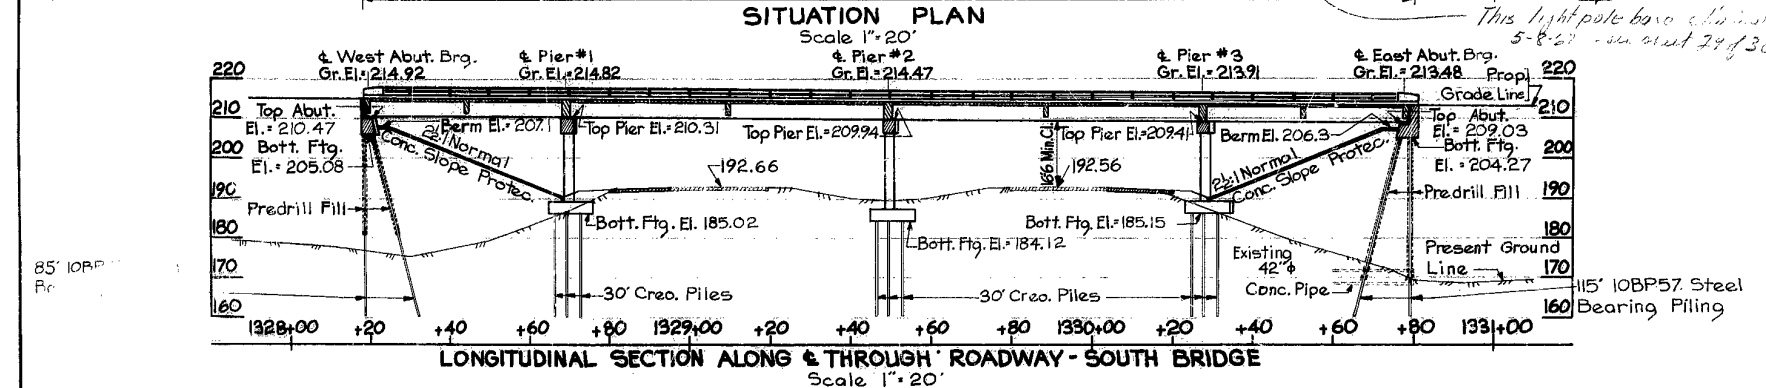 SITUATION PLAN
Scale 1"=20'
This light pole base
5-8-67 - see sheet 29 of 30
℄ West Abut. Brg.
Gr. El.=214.92
℄ Pier #1
Gr. El.=214.82
℄ Pier #2
Gr. El.=214.47
℄ Pier #3
Gr. El.=213.91
℄ East Abut. Brg.
Gr. El.=213.48
Prop.
Grade Line
220
210
200
190
180
170
160
220
210
200
190
180
170
160
Top Abut.
El.=210.47
Bott. Ftg.
El.=205.08
Berm El.=207.1
Top Pier El.=210.31
Top Pier El.=209.94
Top Pier El.=209.41
Berm El. 206.3
Top Abut.
El.=209.03
Bott. Ftg.
El.=204.27
2½:1 Normal
Conc. Slope Protec.
192.66
16.6 Min. Cl.
192.56
2½:1 Normal
Conc. Slope Protec.
Predrill Fill
Predrill Fill
Bott. Ftg. El. 185.02
Bott. Ftg. El.=184.12
Bott. Ftg. El.=185.15
Existing
42"φ
Conc. Pipe
Present Ground
Line
85' 10BP
30' Creo. Piles
30' Creo. Piles
115' 10BP57 Steel
Bearing Piling
1328+00 +20 +40 +60 +80 1329+00 +20 +40 +60 +80 1330+00 +20 +40 +60 +80 1331+00
LONGITUDINAL SECTION ALONG ℄ THROUGH ROADWAY - SOUTH BRIDGE
Scale 1"=20'